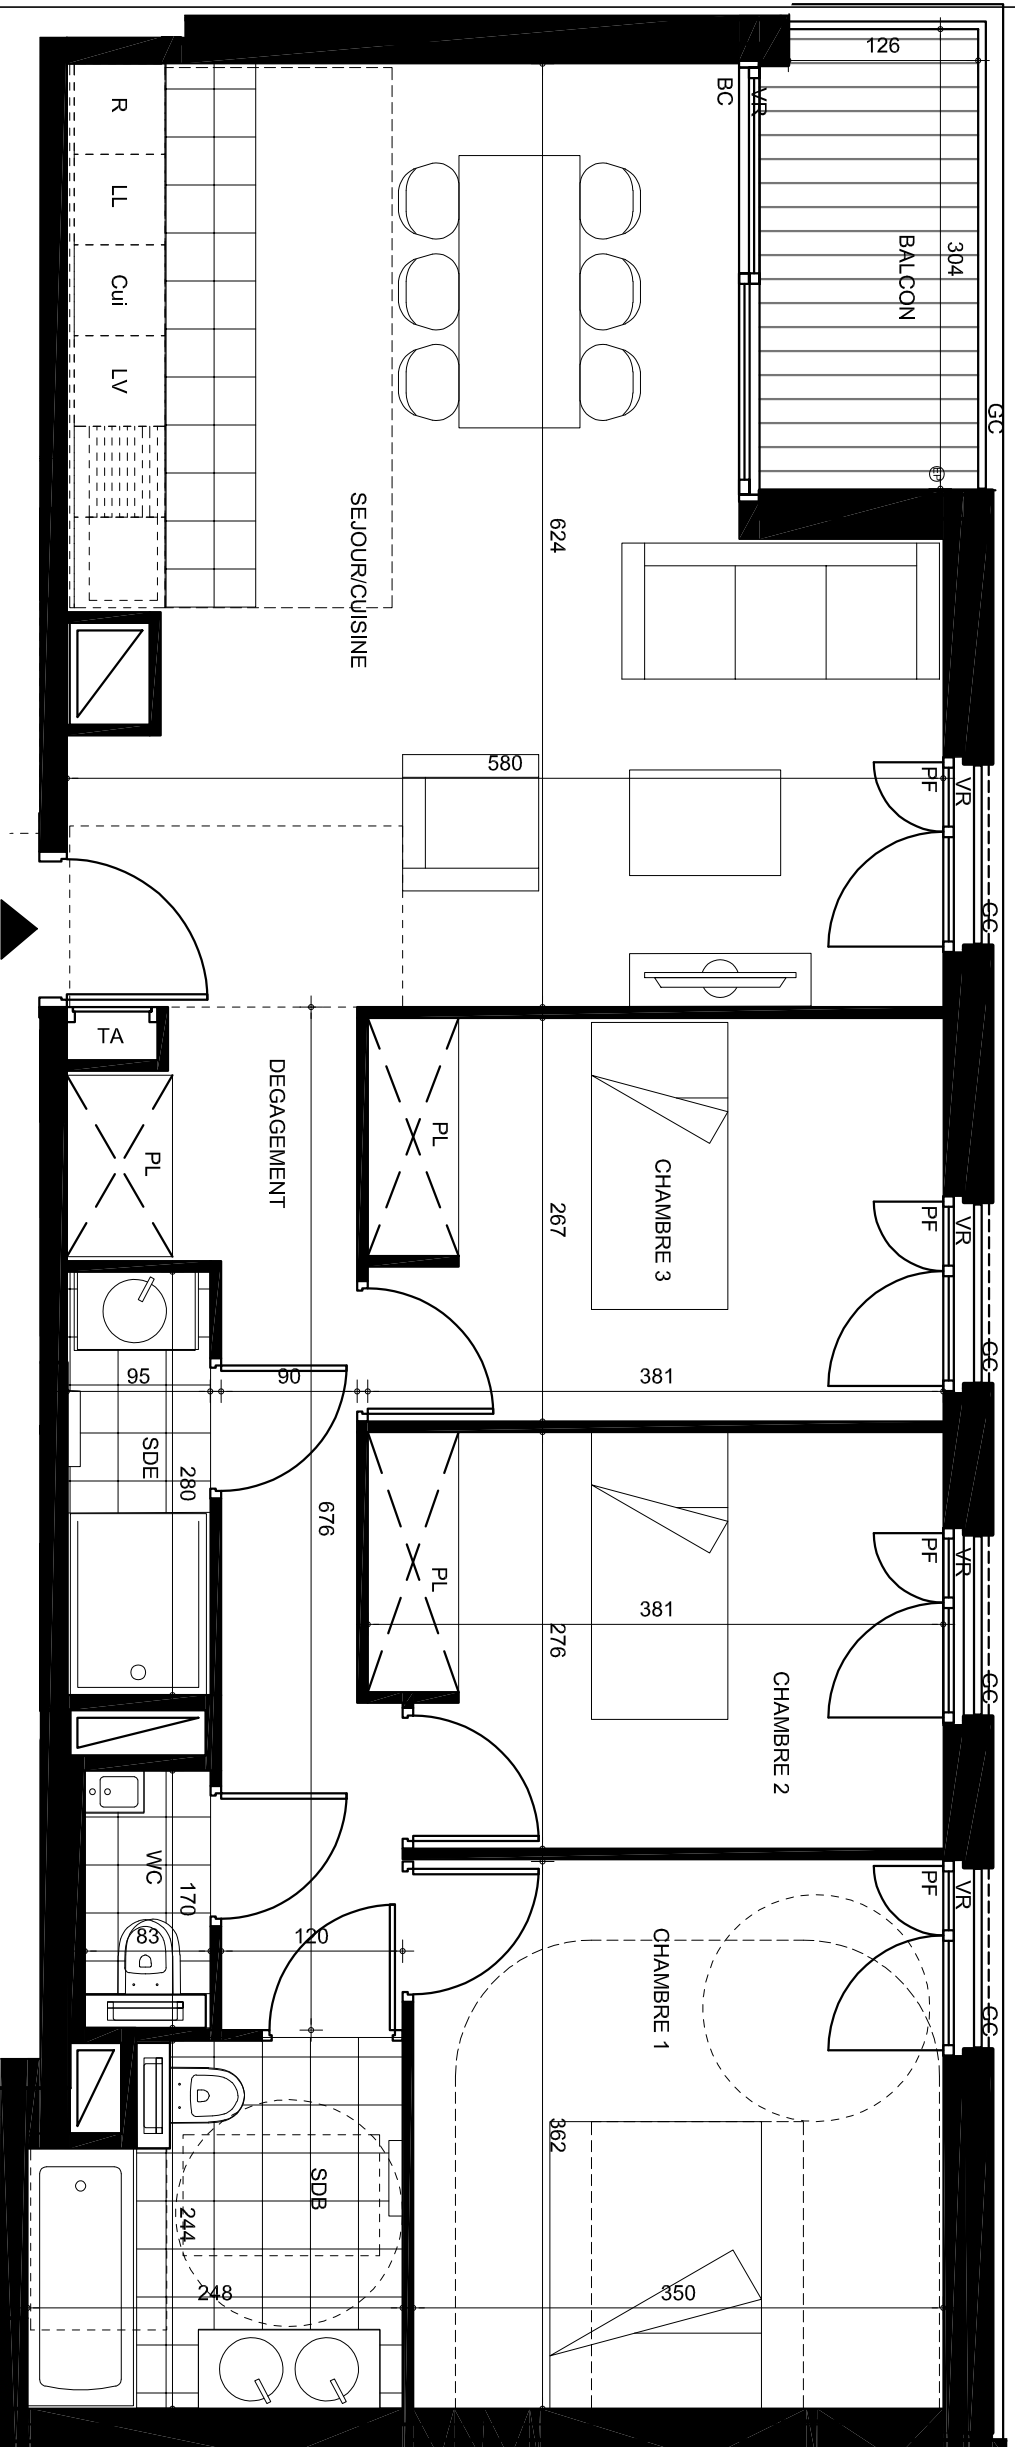 126
R
BC
VR
LL
304
BALCON
Cui
LV
GC
EP
SEJOUR/CUISINE
624
580
PF
VR
GC
TA
DEGAGEMENT
PL
PL
CHAMBRE 3
267
PF
VR
95
90
381
GC
SDE
280
676
PL
381
276
PF
VR
CHAMBRE 2
GC
WC
170
83
120
PF
VR
CHAMBRE 1
GC
362
SDB
244
248
350